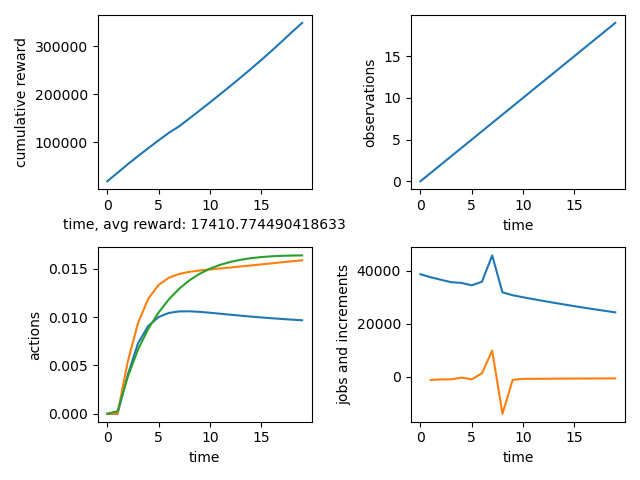 cumulative reward
300000
200000
100000
0 5 10 15
time, avg reward: 17410.774490418633
observations
15
10
5
0
0 5 10 15
time
actions
0.015
0.010
0.005
0.000
0 5 10 15
time
jobs and increments
40000
20000
0
0 5 10 15
time